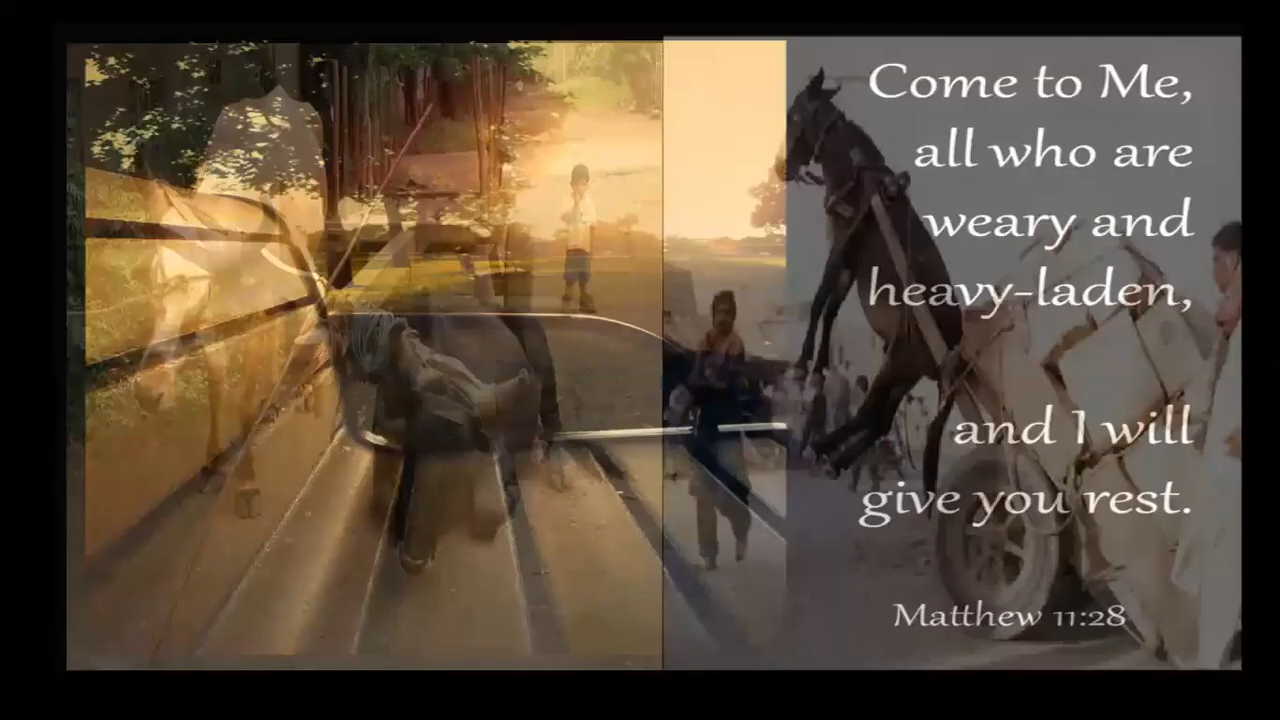 Come to Me,
all who are
weary and
heavy-laden,
and I will
give you rest.
Matthew 11:28